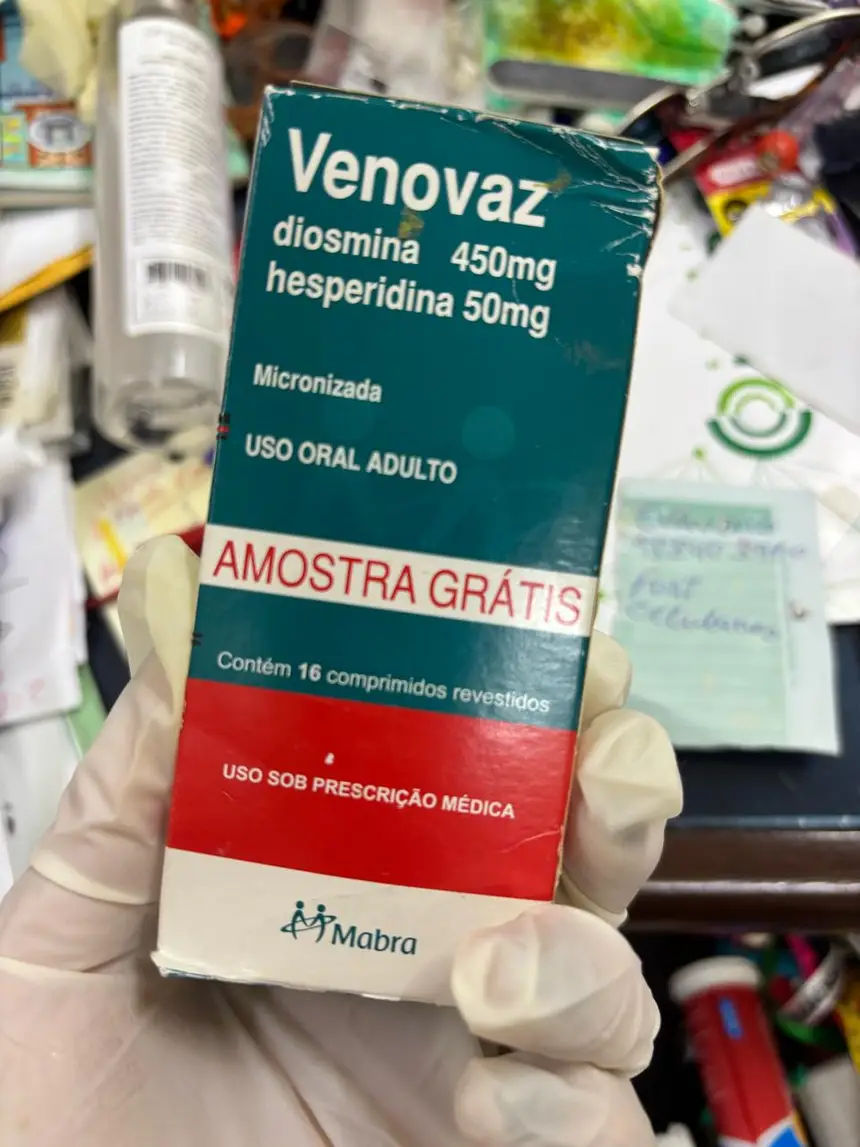 Venovaz
diosmina 450mg
hesperidina 50mg
Micronizada
USO ORAL ADULTO
AMOSTRA GRÁTIS
Contém 16 comprimidos revestidos
USO SOB PRESCRIÇÃO MÉDICA
Mabra